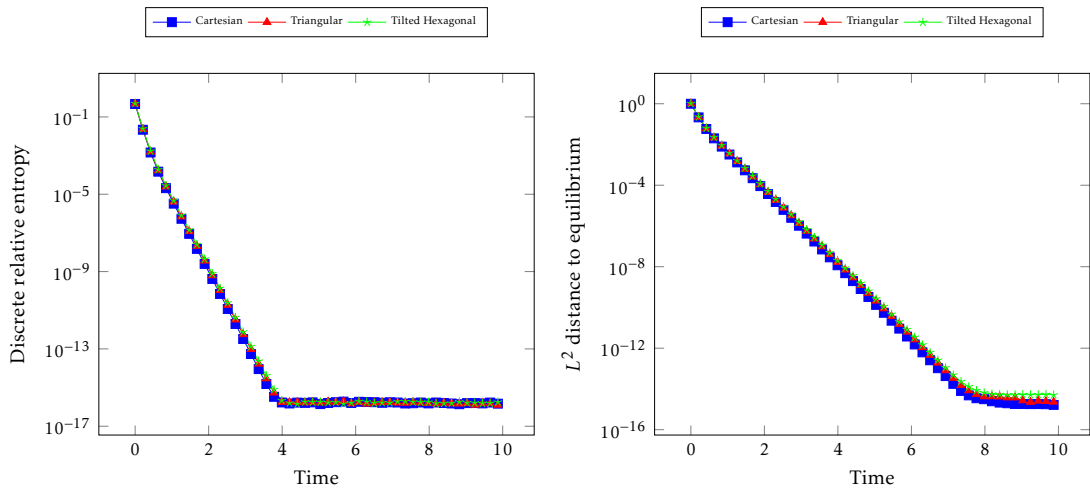 Cartesian Triangular Tilted Hexagonal
10^{-1}
10^{-5}
10^{-9}
10^{-13}
10^{-17}
Discrete relative entropy
0 2 4 6 8 10
Time
Cartesian Triangular Tilted Hexagonal
10^{0}
10^{-4}
10^{-8}
10^{-12}
10^{-16}
L^{2} distance to equilibrium
0 2 4 6 8 10
Time